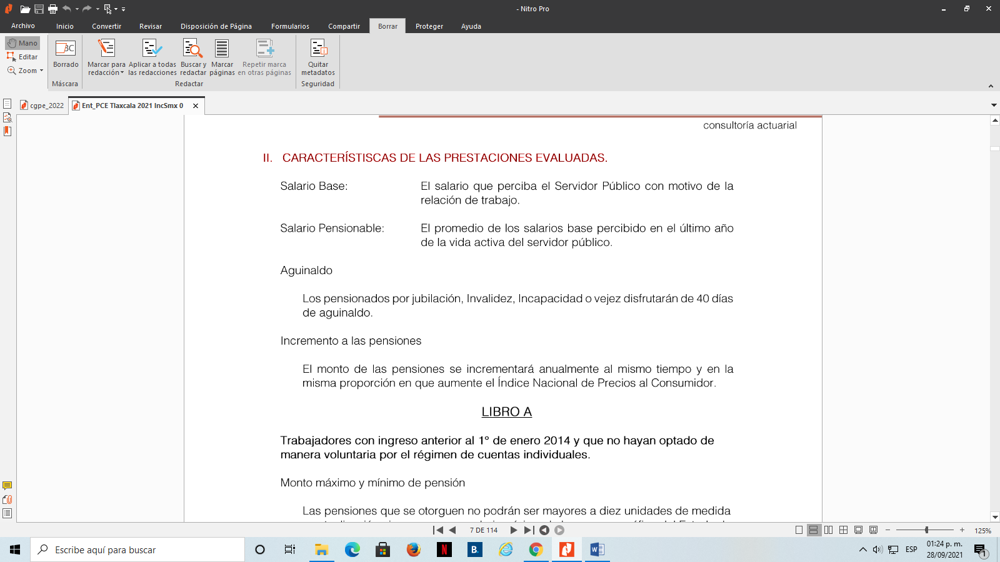 - Nitro Pro
Archivo Inicio Convertir Revisar Disposición de Página Formularios Compartir Borrar Proteger Ayuda
Mano
Editar
Zoom
BC
Borrado
Máscara
Marcar para
redacción
Aplicar a todas
las redacciones
Buscar y
redactar
Marcar
páginas
Repetir marca
en otras páginas
Redactar
Quitar
metadatos
Seguridad
cgpe_2022
Ent_PCE Tlaxcala 2021 IncSmx 0
consultoría actuarial
II. CARACTERÍSTISCAS DE LAS PRESTACIONES EVALUADAS.
Salario Base: El salario que perciba el Servidor Público con motivo de la
relación de trabajo.
Salario Pensionable: El promedio de los salarios base percibido en el último año
de la vida activa del servidor público.
Aguinaldo
Los pensionados por jubilación, Invalidez, Incapacidad o vejez disfrutarán de 40 días
de aguinaldo.
Incremento a las pensiones
El monto de las pensiones se incrementará anualmente al mismo tiempo y en la
misma proporción en que aumente el Índice Nacional de Precios al Consumidor.
LIBRO A
Trabajadores con ingreso anterior al 1° de enero 2014 y que no hayan optado de
manera voluntaria por el régimen de cuentas individuales.
Monto máximo y mínimo de pensión
Las pensiones que se otorguen no podrán ser mayores a diez unidades de medida
7 DE 114
125%
Escribe aquí para buscar
N
B.
W
ESP
01:24 p. m.
28/09/2021
1